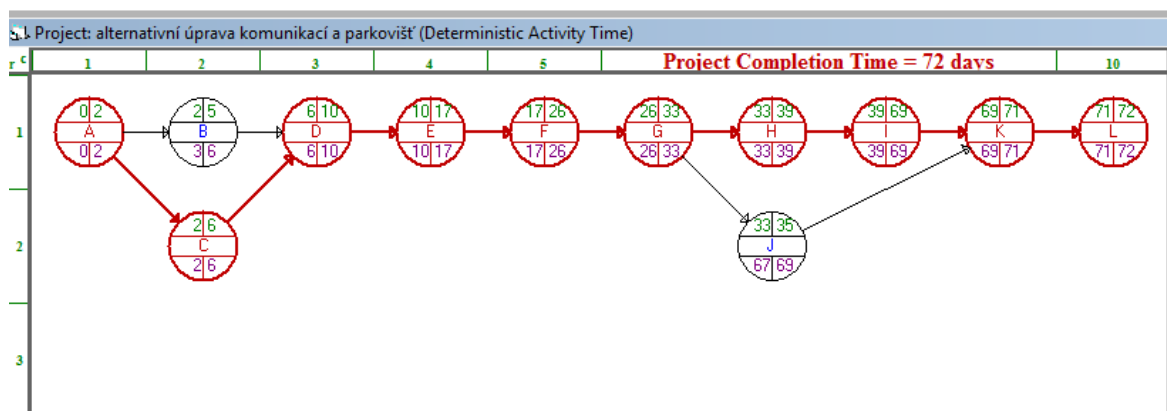 Project: alternativní úprava komunikací a parkovišť (Deterministic Activity Time)
r c 1 2 3 4 5 Project Completion Time = 72 days 10
1
0 2 2 5 6 10 10 17 17 26 26 33 33 39 39 69 69 71 71 72
A B D E F G H I K L
0 2 3 6 6 10 10 17 17 26 26 33 33 39 39 69 69 71 71 72
2 6 33 35
2 C J
2 6 67 69
3